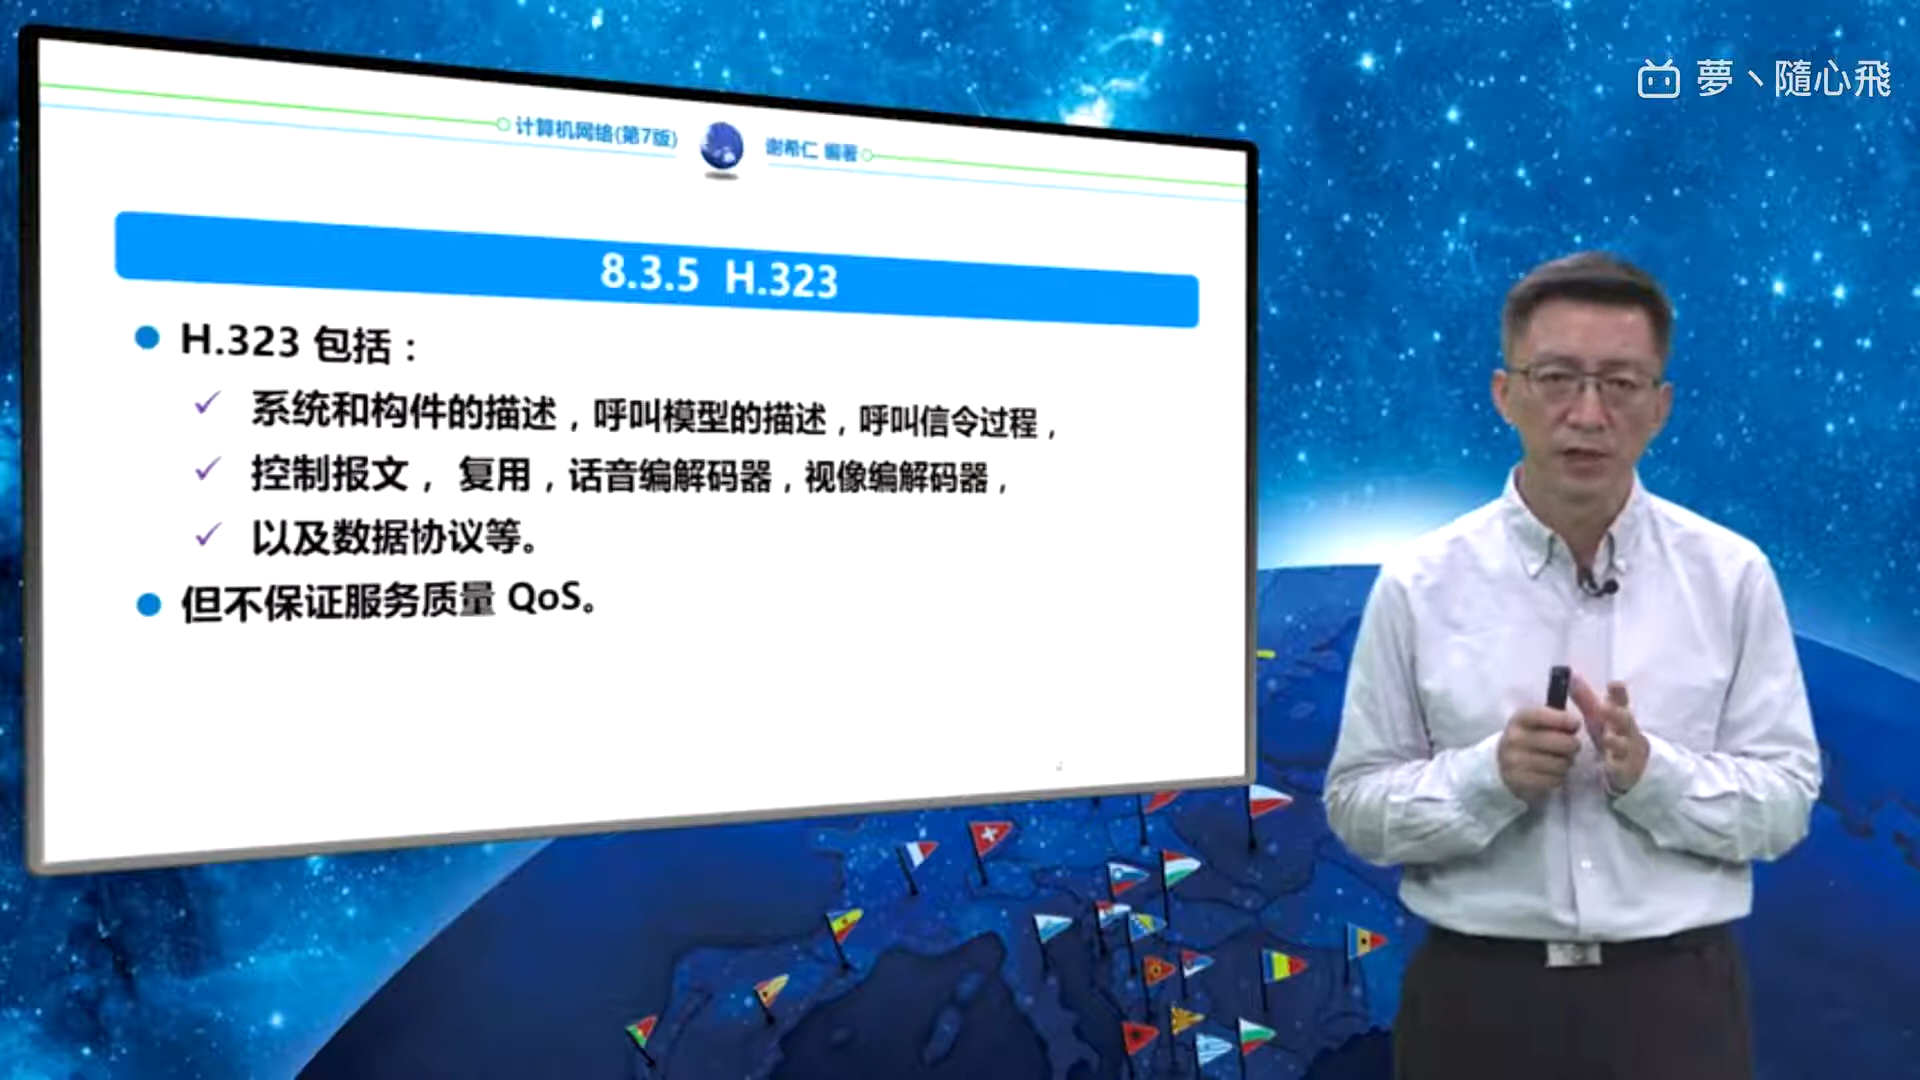 夢丶隨心飛
计算机网络(第7版)
谢希仁 编著
8.3.5 H.323
H.323 包括：
系统和构件的描述，呼叫模型的描述，呼叫信令过程，
控制报文， 复用，话音编解码器，视像编解码器，
以及数据协议等。
但不保证服务质量 QoS。